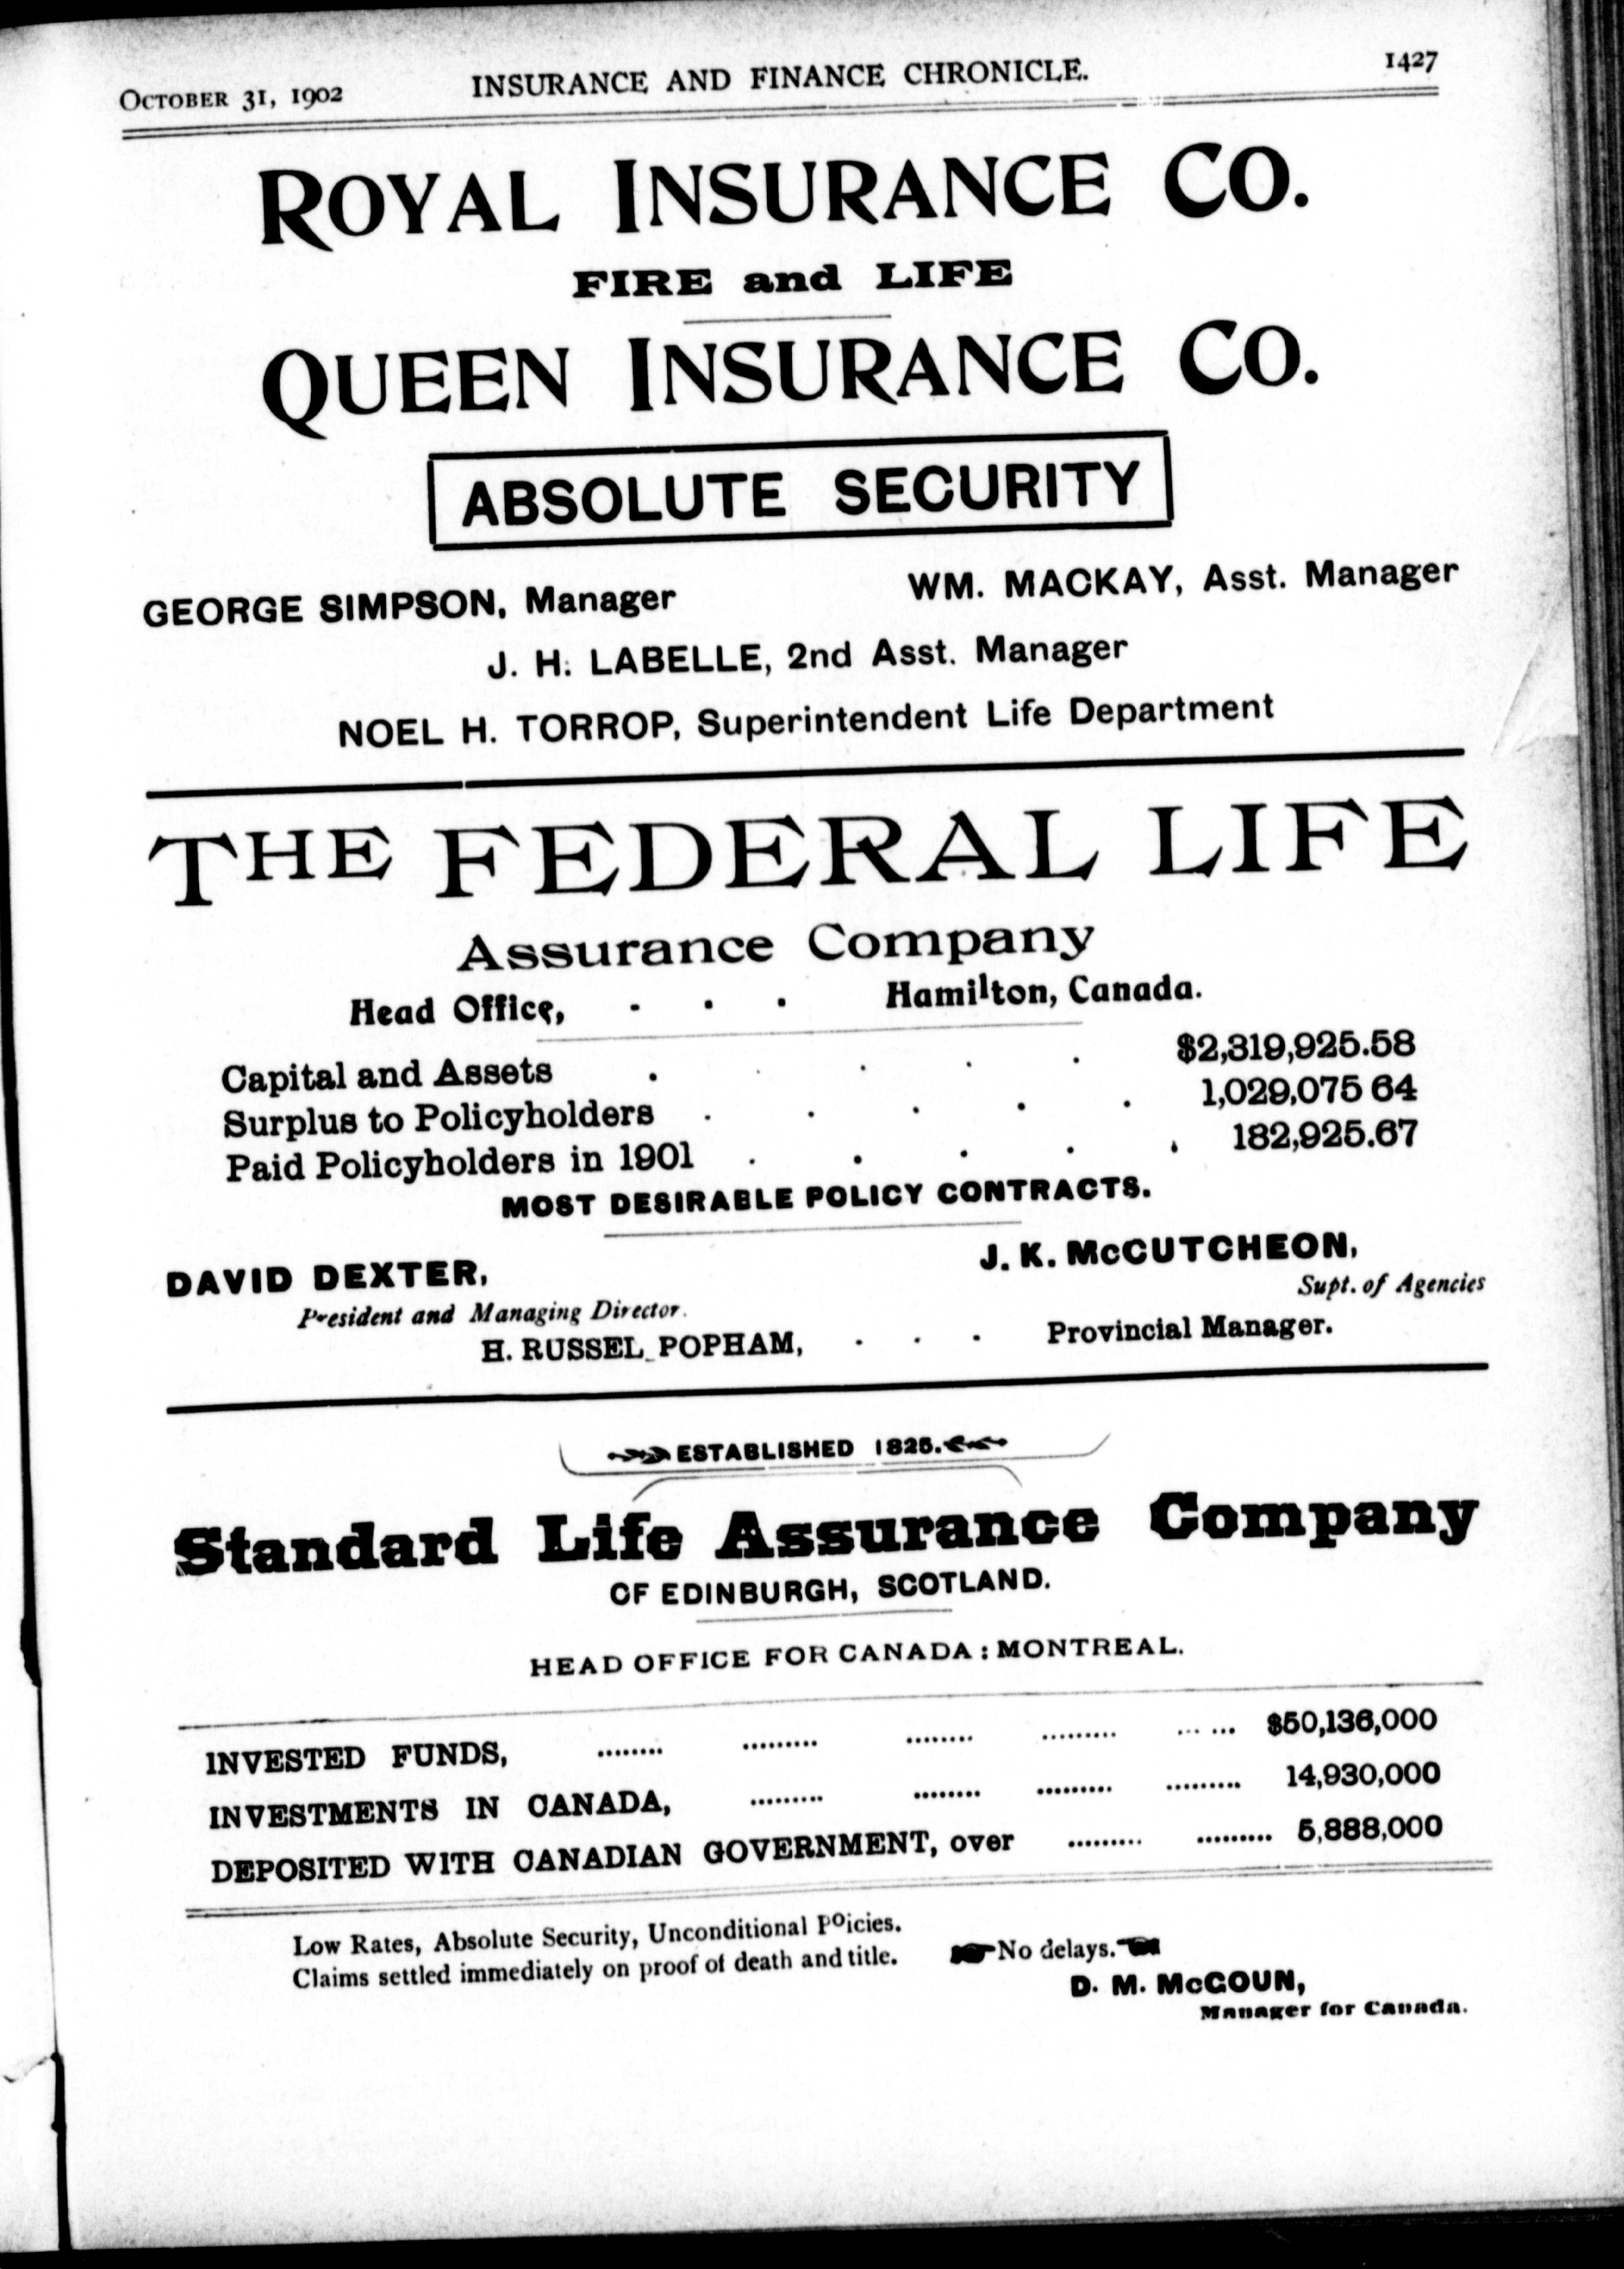 OCTOBER 31, 1902 INSURANCE AND FINANCE CHRONICLE. 1427
ROYAL INSURANCE CO.
FIRE and LIFE
QUEEN INSURANCE CO.
ABSOLUTE SECURITY
GEORGE SIMPSON, Manager WM. MACKAY, Asst. Manager
J. H. LABELLE, 2nd Asst. Manager
NOEL H. TORROP, Superintendent Life Department
THE FEDERAL LIFE
Assurance Company
Head Office, - - - Hamilton, Canada.
Capital and Assets . . . . . $2,319,925.58
Surplus to Policyholders . . . . . 1,029,075 64
Paid Policyholders in 1901 . . . . . 182,925.67
MOST DESIRABLE POLICY CONTRACTS.
DAVID DEXTER, J. K. McCUTCHEON,
President and Managing Director. Supt. of Agencies
H. RUSSEL POPHAM, - - - Provincial Manager.
ESTABLISHED 1825.
Standard Life Assurance Company
OF EDINBURGH, SCOTLAND.
HEAD OFFICE FOR CANADA : MONTREAL.
INVESTED FUNDS, ........ ......... ........ ......... ... ... $50,136,000
INVESTMENTS IN CANADA, ......... ........ ......... ......... 14,930,000
DEPOSITED WITH CANADIAN GOVERNMENT, over ......... ......... 5,888,000
Low Rates, Absolute Security, Unconditional Poicies.
Claims settled immediately on proof of death and title. No delays.
D. M. McGOUN,
Manager for Canada.